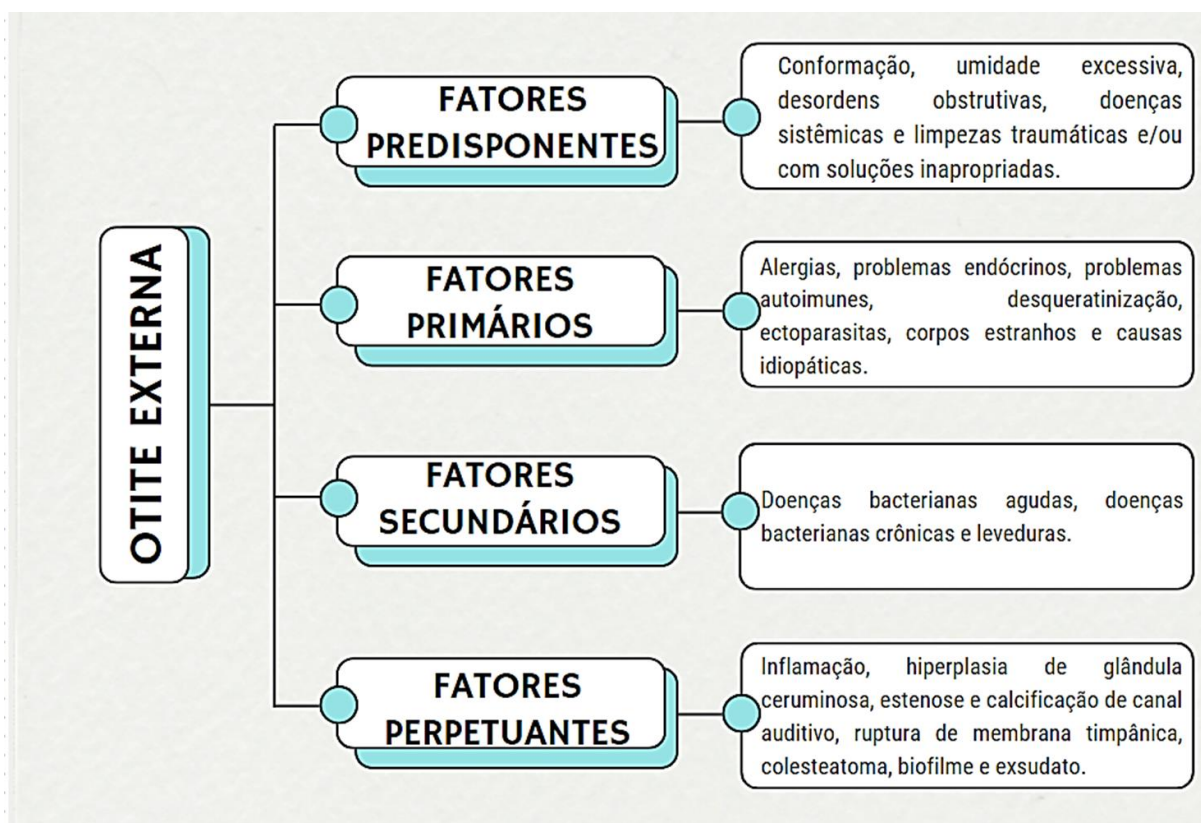 OTITE EXTERNA
FATORES
PREDISPONENTES
Conformação, umidade excessiva,
desordens obstrutivas, doenças
sistêmicas e limpezas traumáticas e/ou
com soluções inapropriadas.
FATORES
PRIMÁRIOS
Alergias, problemas endócrinos, problemas
autoimunes, desqueratinização,
ectoparasitas, corpos estranhos e causas
idiopáticas.
FATORES
SECUNDÁRIOS
Doenças bacterianas agudas, doenças
bacterianas crônicas e leveduras.
FATORES
PERPETUANTES
Inflamação, hiperplasia de glândula
ceruminosa, estenose e calcificação de canal
auditivo, ruptura de membrana timpânica,
colesteatoma, biofilme e exsudato.